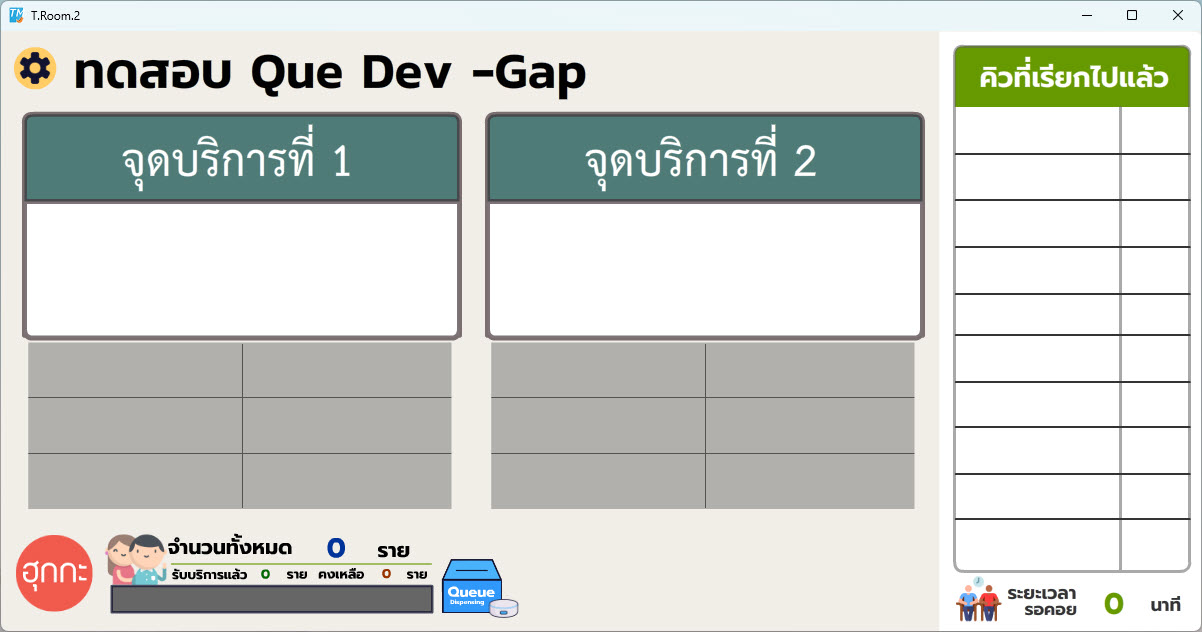 T.Room.2
ทดสอบ Que Dev -Gap
คิวที่เรียกไปแล้ว
จุดบริการที่ 1
จุดบริการที่ 2
ฮุกกะ
จำนวนทั้งหมด 0 ราย
รับบริการแล้ว 0 ราย คงเหลือ 0 ราย
Queue
Dispensing
ระยะเวลา
รอคอย 0 นาที